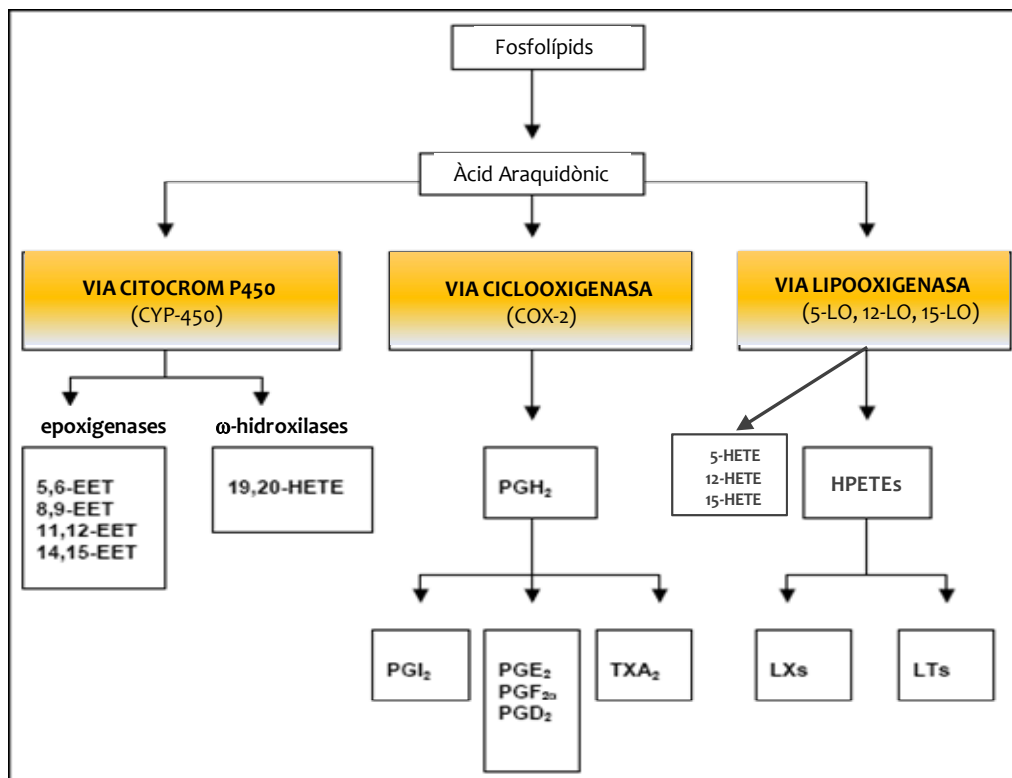 Fosfolípids
Àcid Araquidònic
VIA CITOCROM P450
(CYP-450)
VIA CICLOOXIGENASA
(COX-2)
VIA LIPOOXIGENASA
(5-LO, 12-LO, 15-LO)
epoxigenases
ω-hidroxilases
5,6-EET
8,9-EET
11,12-EET
14,15-EET
19,20-HETE
PGH₂
5-HETE
12-HETE
15-HETE
HPETEs
PGI₂
PGE₂
PGF₂α
PGD₂
TXA₂
LXs
LTs